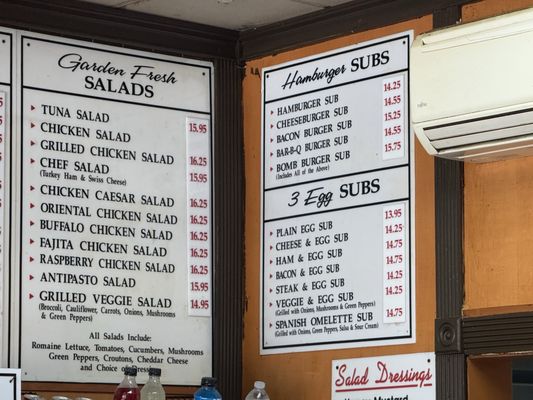 Garden Fresh
SALADS
TUNA SALAD 15.95
CHICKEN SALAD
GRILLED CHICKEN SALAD 16.25
CHEF SALAD 15.95
(Turkey Ham & Swiss Cheese)
CHICKEN CAESAR SALAD 16.25
ORIENTAL CHICKEN SALAD 16.25
BUFFALO CHICKEN SALAD 16.25
FAJITA CHICKEN SALAD 16.25
RASPBERRY CHICKEN SALAD 16.25
ANTIPASTO SALAD 15.95
GRILLED VEGGIE SALAD 14.95
(Broccoli, Cauliflower, Carrots, Onions, Mushrooms
& Green Peppers)
All Salads Include:
Romaine Lettuce, Tomatoes, Cucumbers, Mushrooms
Green Peppers, Croutons, Cheddar Cheese
and Choice of Dressing
Hamburger SUBS
HAMBURGER SUB 14.25
CHEESEBURGER SUB 14.55
BACON BURGER SUB 15.25
BAR-B-Q BURGER SUB 14.55
BOMB BURGER SUB 15.75
(Includes All of the Above)
3 Egg SUBS
PLAIN EGG SUB 13.95
CHEESE & EGG SUB 14.25
HAM & EGG SUB 14.75
BACON & EGG SUB 14.75
STEAK & EGG SUB
VEGGIE & EGG SUB 14.25
(Grilled with Onions, Mushrooms & Green Peppers)
SPANISH OMELETTE SUB 14.75
(Grilled with Onions, Green Peppers, Salsa & Sour Cream)
Salad Dressings